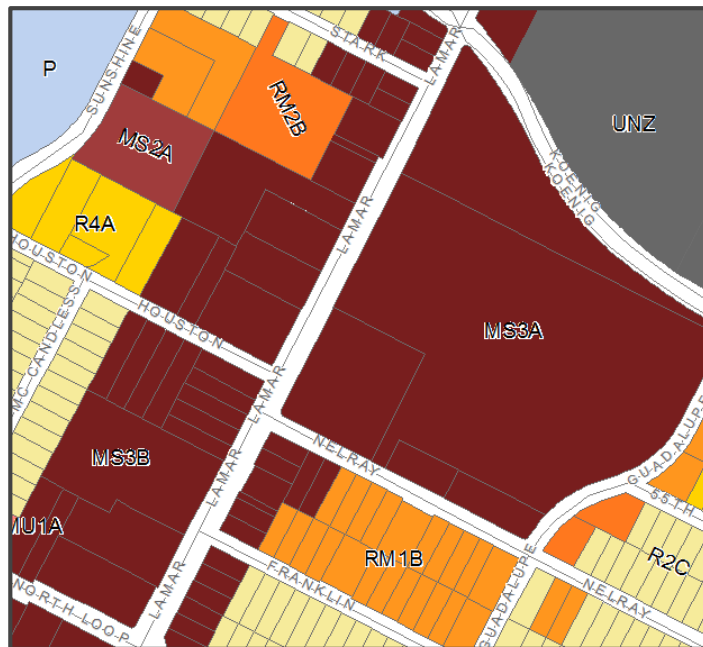 STARK
LAMAR
P
SUNSHINE
RM2B
UNZ
MS2A
KOENIG
KOENIG
R4A
LAMAR
HOUSTON
HOUSTON
MS3A
MC CANDLESS
LAMAR
GUADALUPE
NELRAY
MS3B
LAMAR
55TH
MU1A
RM1B
R2C
FRANKLIN
LAMAR
GUADALUPE
NELRAY
NORTH LOOP